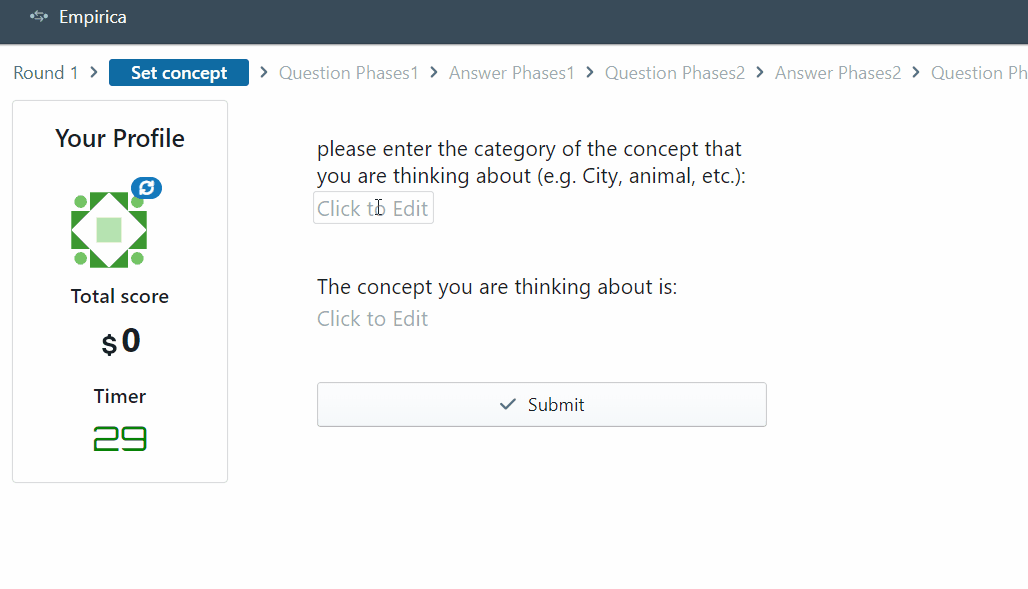 Empirica
Round 1 > Set concept > Question Phases1 > Answer Phases1 > Question Phases2 > Answer Phases2 > Question Ph
Your Profile
Total score
$0
Timer
29
please enter the category of the concept that
you are thinking about (e.g. City, animal, etc.):
Click to Edit
The concept you are thinking about is:
Click to Edit
Submit